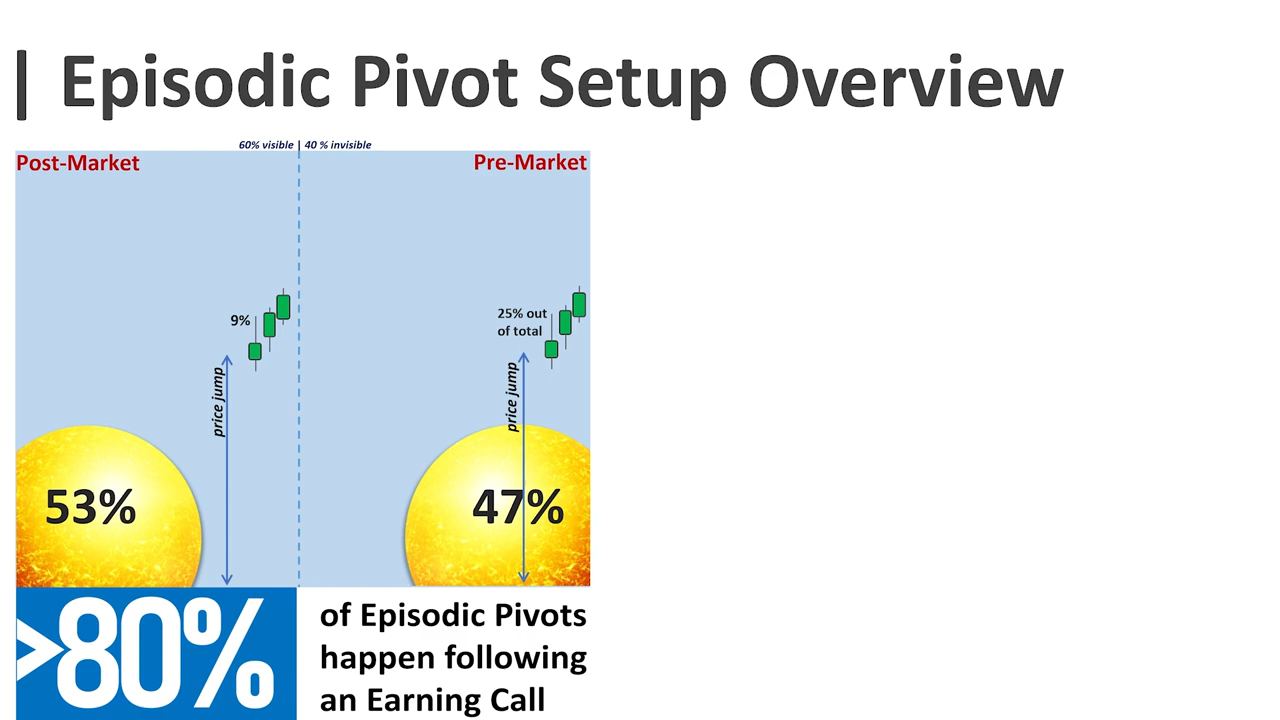 | Episodic Pivot Setup Overview
60% visible | 40 % invisible
Post-Market
Pre-Market
9%
25% out
of total
price jump
price jump
53%
47%
>80%
of Episodic Pivots
happen following
an Earning Call